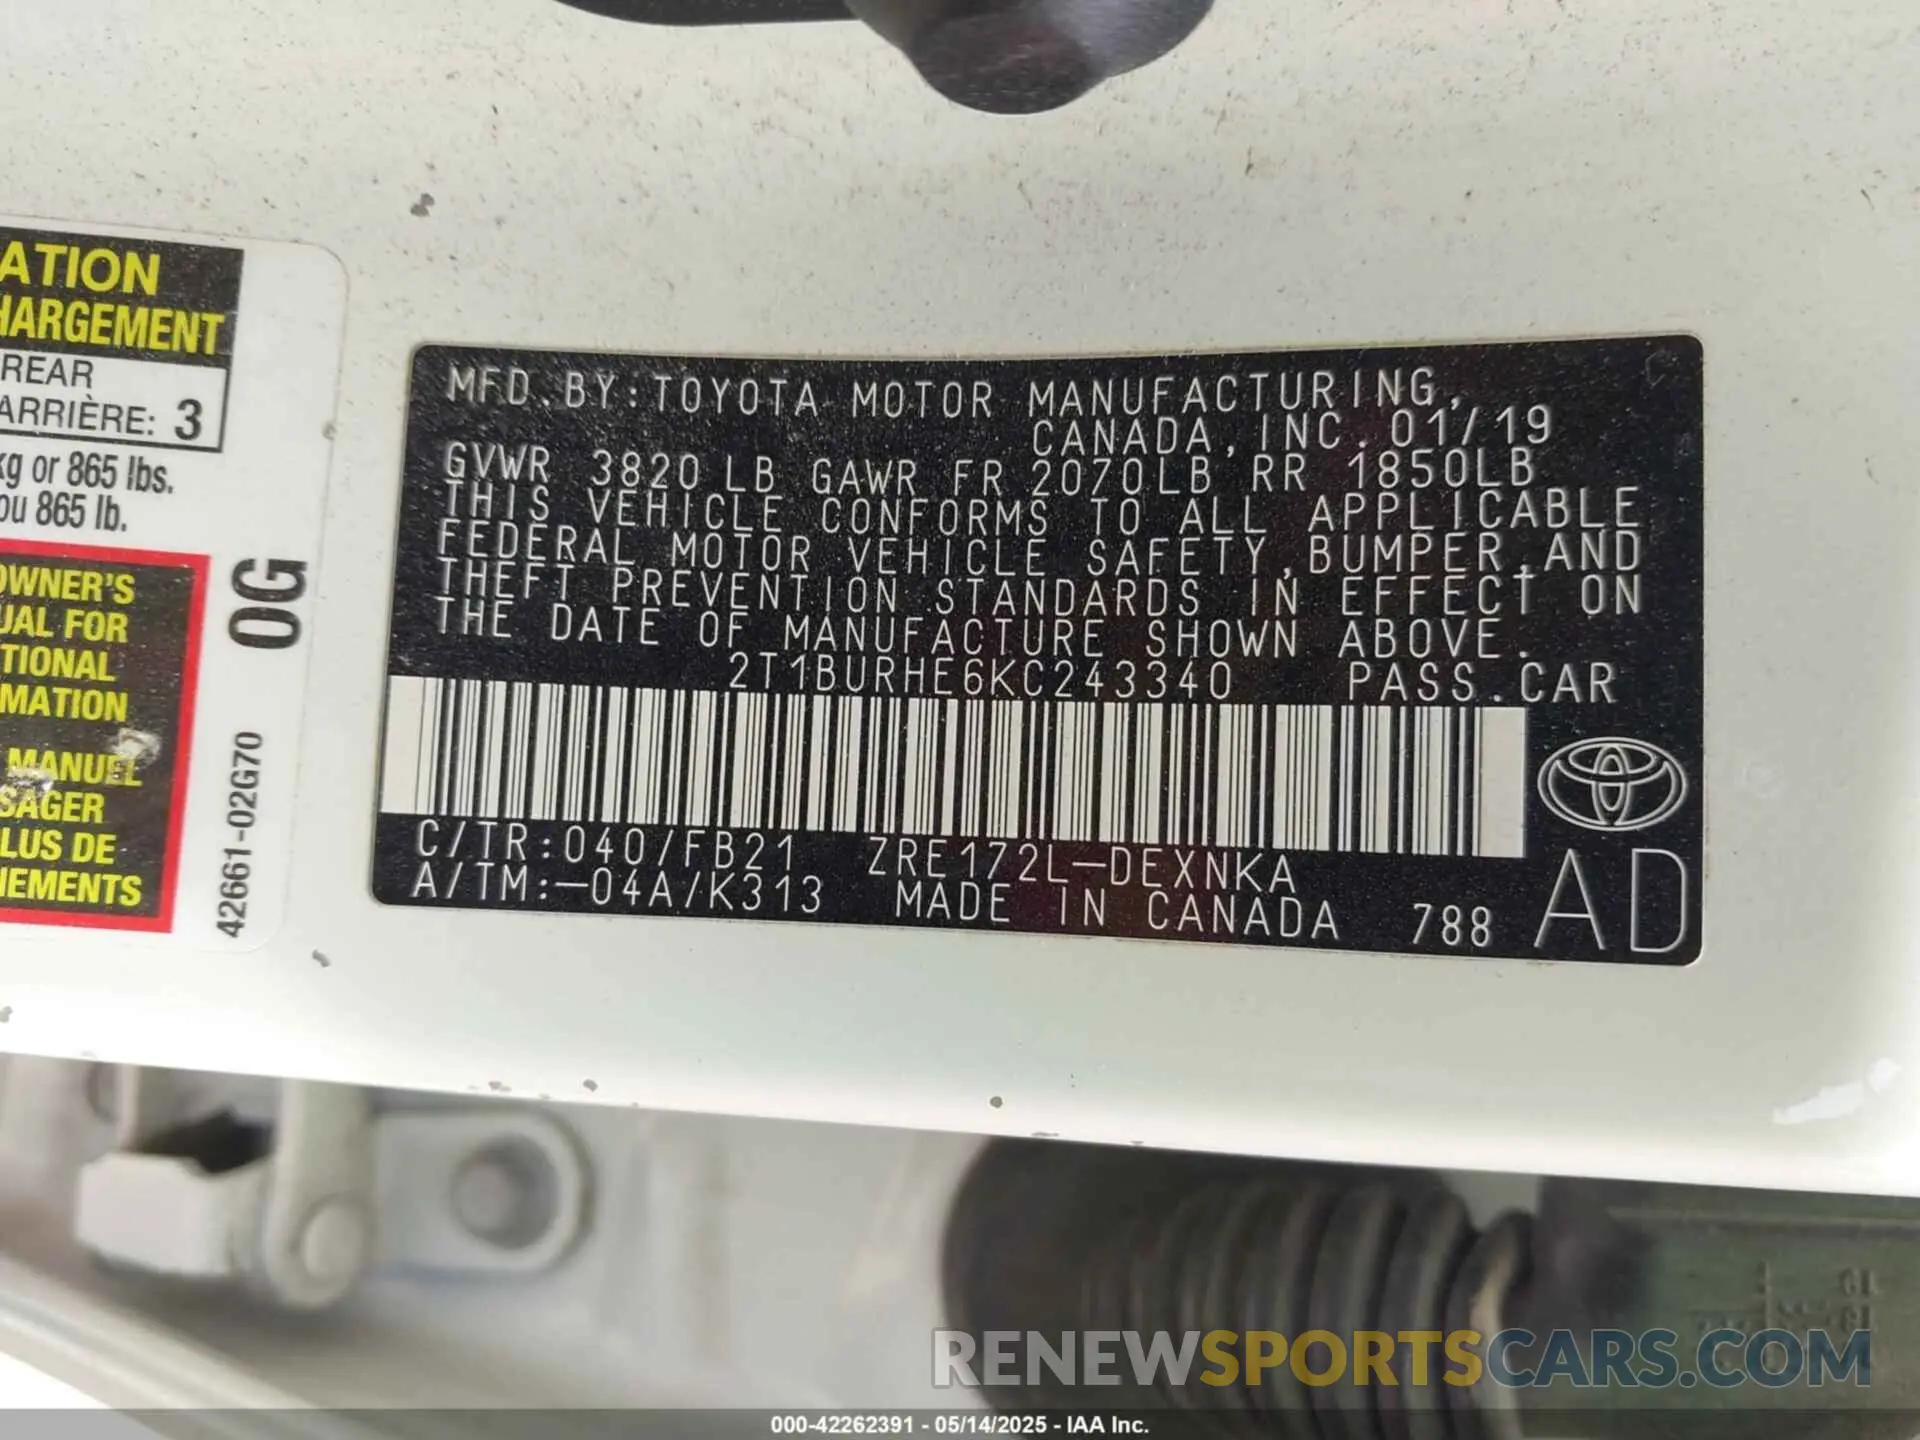 ATION
HARGEMENT
REAR
ARRIÈRE: 3
kg or 865 lbs.
ou 865 lb.
OWNER'S
UAL FOR
TIONAL
MATION
MANUEL
SAGER
LUS DE
NEMENTS
0G
42661-02G70
MFD.BY:TOYOTA MOTOR MANUFACTURING,
CANADA,INC.01/19
GVWR 3820LB GAWR FR 2070LB RR 1850LB
THIS VEHICLE CONFORMS TO ALL APPLICABLE
FEDERAL MOTOR VEHICLE SAFETY,BUMPER,AND
THEFT PREVENTION STANDARDS IN EFFECT ON
THE DATE OF MANUFACTURE SHOWN ABOVE.
2T1BURHE6KC243340 PASS.CAR
C/TR:040/FB21 ZRE172L-DEXNKA
A/TM:-04A/K313 MADE IN CANADA 788 AD
RENEWSPORTSCARS.COM
000-42262391 - 05/14/2025 - IAA Inc.